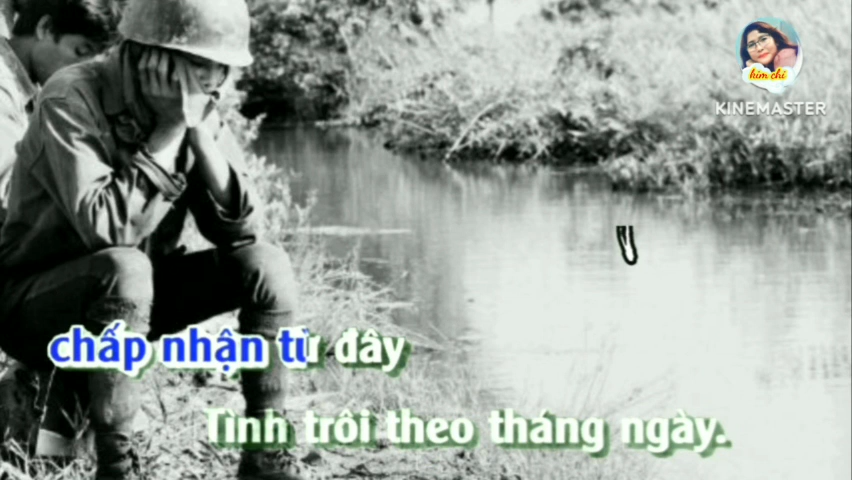 kim chi
KINEMASTER
chấp nhận từ đây
Tình trôi theo tháng ngày.